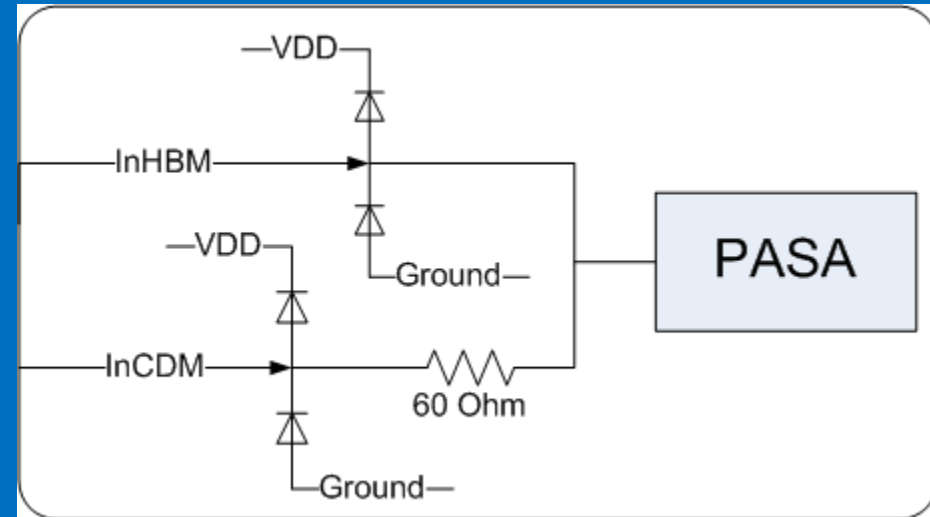 VDD
InHBM
VDD
Ground
PASA
InCDM
60 Ohm
Ground